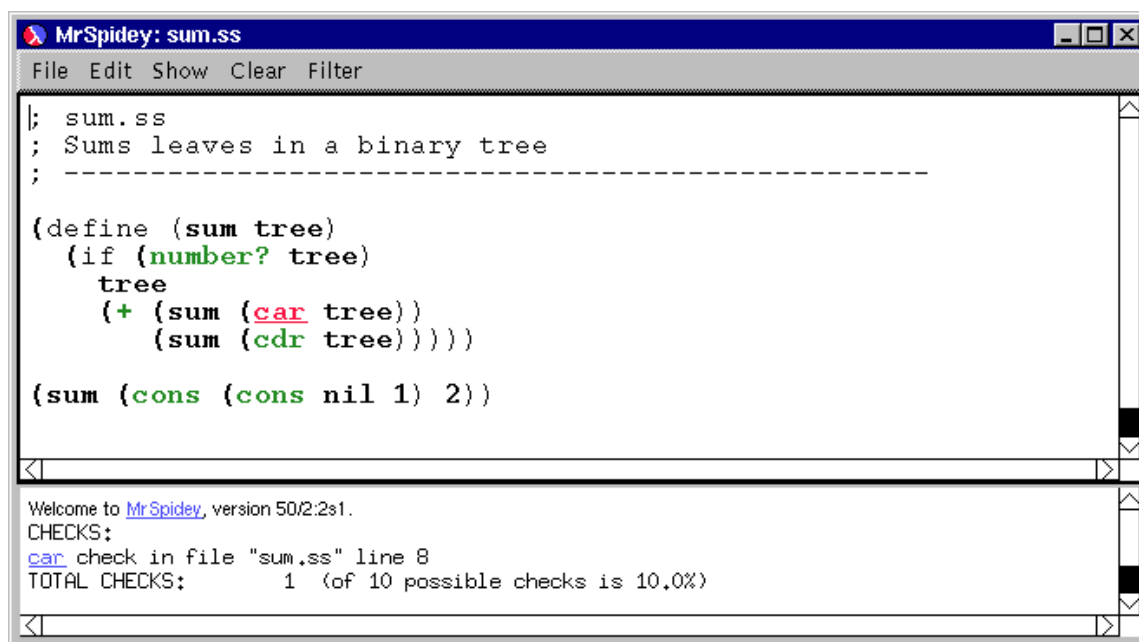 MrSpidey: sum.ss
File Edit Show Clear Filter
; sum.ss
; Sums leaves in a binary tree
; --------------------------------------------------
(define (sum tree)
(if (number? tree)
tree
(+ (sum (car tree))
(sum (cdr tree)))))
(sum (cons (cons nil 1) 2))
Welcome to MrSpidey, version 50/2:2s1.
CHECKS:
car check in file "sum.ss" line 8
TOTAL CHECKS: 1 (of 10 possible checks is 10.0%)